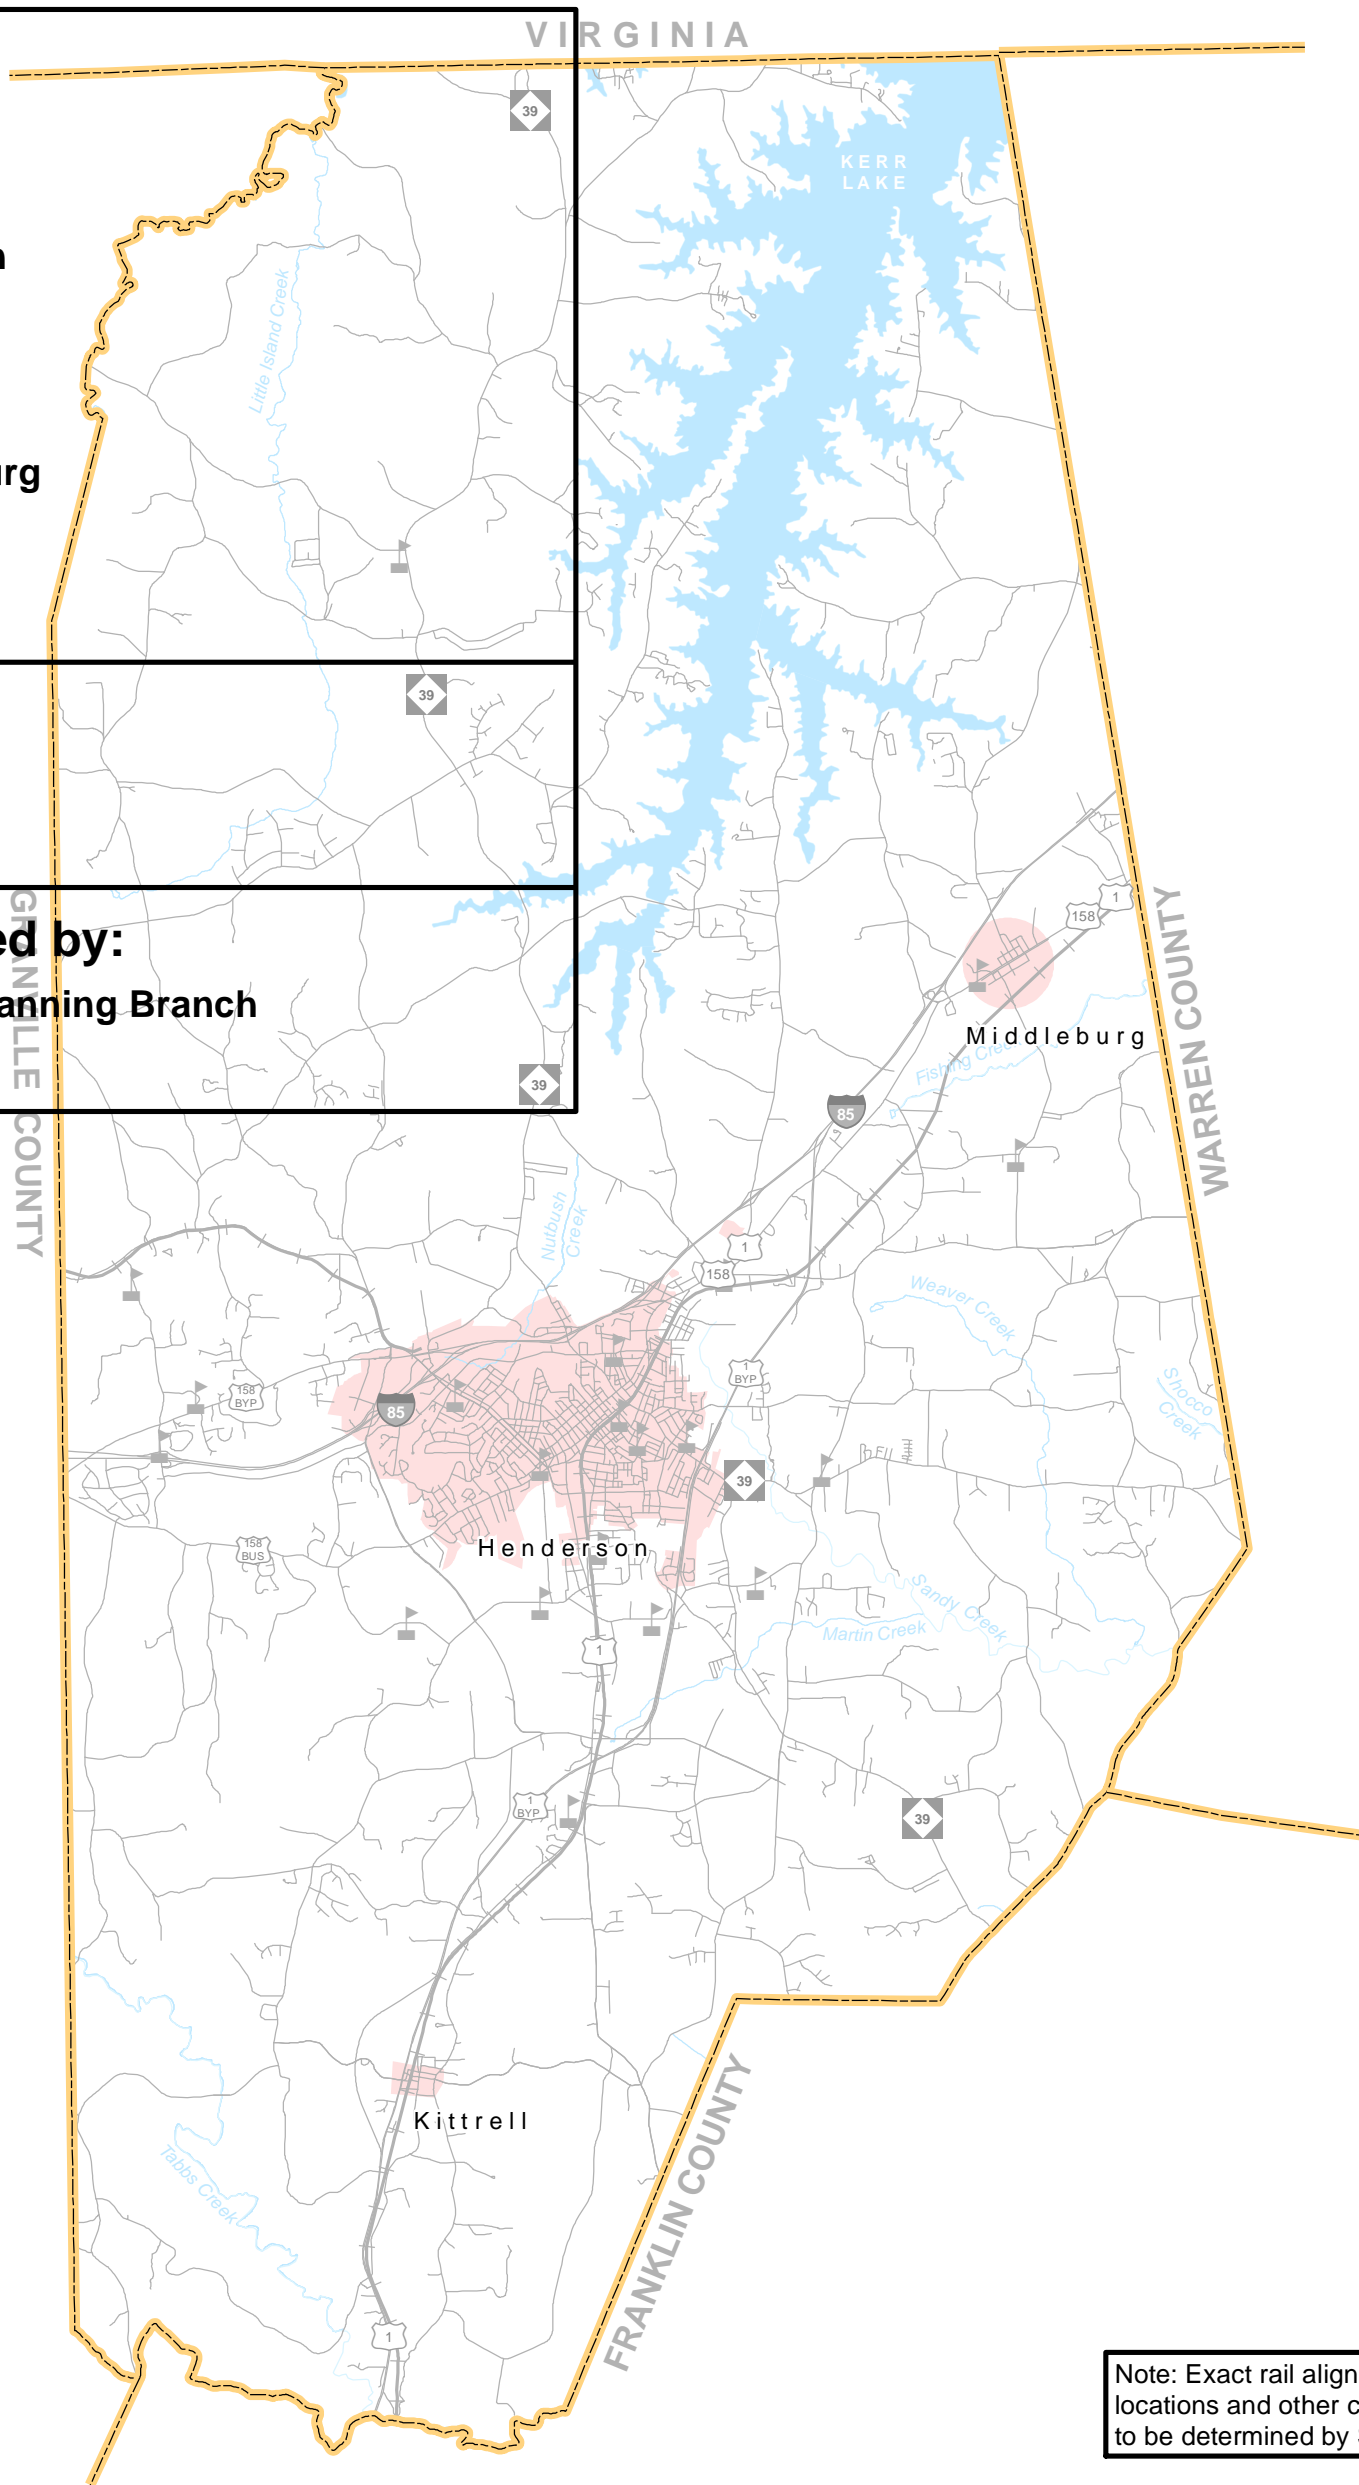 VIRGINIA
39
KERR
LAKE
Little Island Creek
39
GRANVILLE COUNTY
ed by:
anning Branch
1
158
WARREN COUNTY
Middleburg
Fishing Creek
39
85
Nutbush
Creek
1
158
Weaver Creek
1
BYP
Shocco
Creek
158
BYP
85
39
Henderson
158
BUS
Sandy Creek
Martin Creek
1
1
BYP
39
Kittrell
Tabbs Creek
FRANKLIN COUNTY
1
Note: Exact rail align
locations and other c
to be determined by